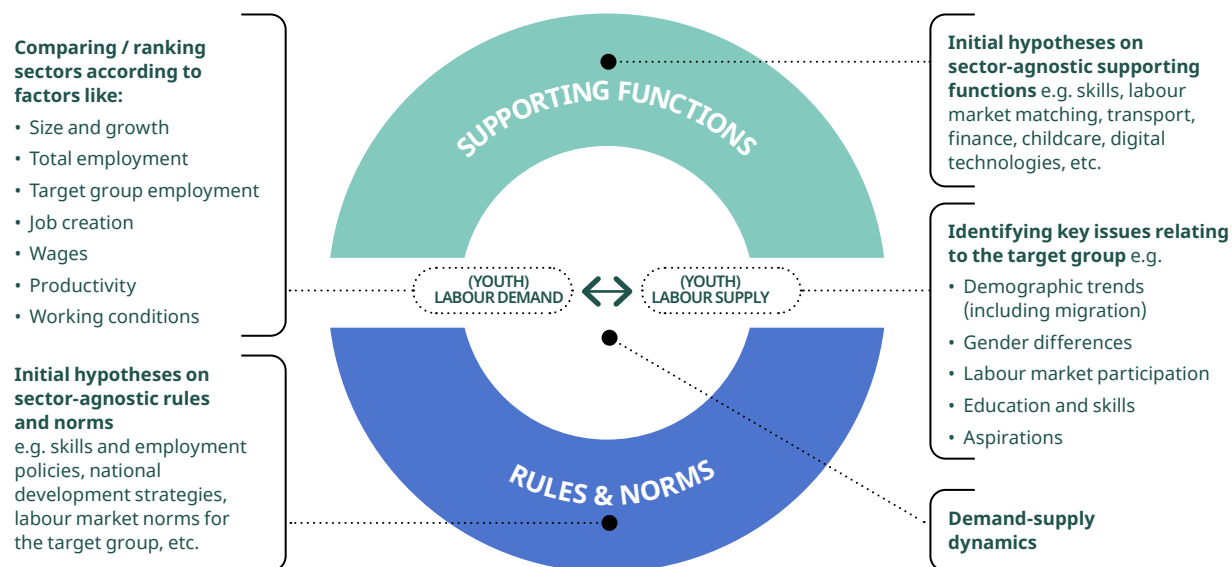 Comparing / ranking
sectors according to
factors like:
• Size and growth
• Total employment
• Target group employment
• Job creation
• Wages
• Productivity
• Working conditions
Initial hypotheses on
sector-agnostic rules
and norms
e.g. skills and employment
policies, national
development strategies,
labour market norms for
the target group, etc.
SUPPORTING FUNCTIONS
(YOUTH)
LABOUR DEMAND
(YOUTH)
LABOUR SUPPLY
RULES & NORMS
Initial hypotheses on
sector-agnostic supporting
functions e.g. skills, labour
market matching, transport,
finance, childcare, digital
technologies, etc.
Identifying key issues relating
to the target group e.g.
• Demographic trends
(including migration)
• Gender differences
• Labour market participation
• Education and skills
• Aspirations
Demand-supply
dynamics